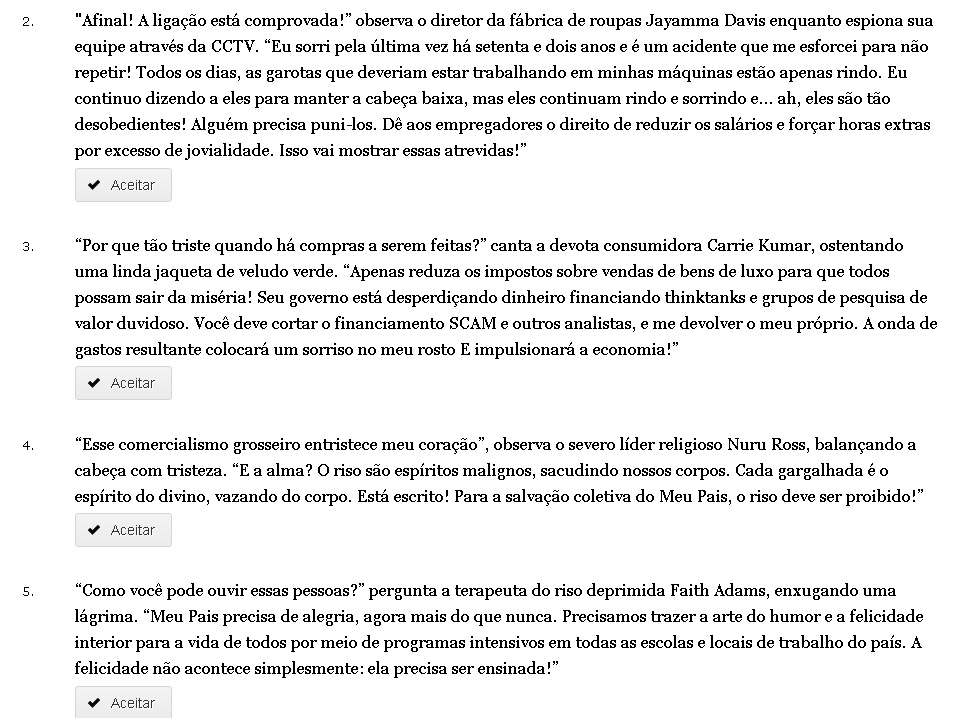 2. "Afinal! A ligação está comprovada!” observa o diretor da fábrica de roupas Jayamma Davis enquanto espiona sua
equipe através da CCTV. “Eu sorri pela última vez há setenta e dois anos e é um acidente que me esforcei para não
repetir! Todos os dias, as garotas que deveriam estar trabalhando em minhas máquinas estão apenas rindo. Eu
continuo dizendo a eles para manter a cabeça baixa, mas eles continuam rindo e sorrindo e... ah, eles são tão
desobedientes! Alguém precisa puni-los. Dê aos empregadores o direito de reduzir os salários e forçar horas extras
por excesso de jovialidade. Isso vai mostrar essas atrevidas!”
Aceitar
3. “Por que tão triste quando há compras a serem feitas?” canta a devota consumidora Carrie Kumar, ostentando
uma linda jaqueta de veludo verde. “Apenas reduza os impostos sobre vendas de bens de luxo para que todos
possam sair da miséria! Seu governo está desperdiçando dinheiro financiando thinktanks e grupos de pesquisa de
valor duvidoso. Você deve cortar o financiamento SCAM e outros analistas, e me devolver o meu próprio. A onda de
gastos resultante colocará um sorriso no meu rosto E impulsionará a economia!”
Aceitar
4. “Esse comercialismo grosseiro entristece meu coração”, observa o severo líder religioso Nuru Ross, balançando a
cabeça com tristeza. “E a alma? O riso são espíritos malignos, sacudindo nossos corpos. Cada gargalhada é o
espírito do divino, vazando do corpo. Está escrito! Para a salvação coletiva do Meu Pais, o riso deve ser proibido!”
Aceitar
5. “Como você pode ouvir essas pessoas?” pergunta a terapeuta do riso deprimida Faith Adams, enxugando uma
lágrima. “Meu Pais precisa de alegria, agora mais do que nunca. Precisamos trazer a arte do humor e a felicidade
interior para a vida de todos por meio de programas intensivos em todas as escolas e locais de trabalho do país. A
felicidade não acontece simplesmente: ela precisa ser ensinada!”
Aceitar